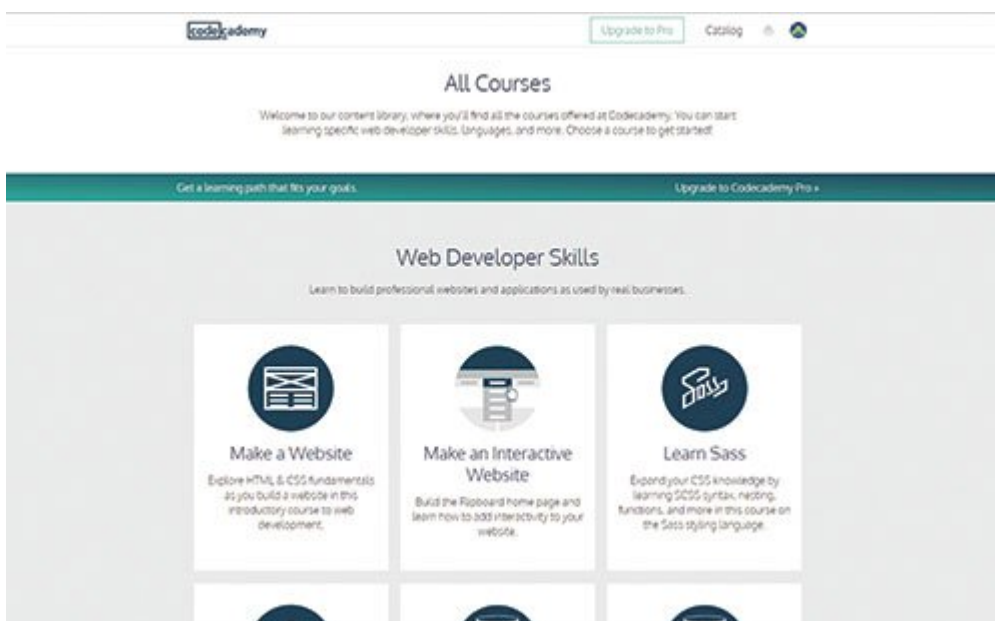 codecademy
Upgrade to Pro
Catalog
All Courses
Welcome to our content library, where you'll find all the courses offered at Codecademy. You can start
learning specific web developer skills, languages, and more. Choose a course to get started!
Get a learning path that fits your goals.
Upgrade to Codecademy Pro »
Web Developer Skills
Learn to build professional websites and applications as used by real businesses.
Make a Website
Explore HTML & CSS fundamentals
as you build a website in this
introductory course to web
development.
Make an Interactive
Website
Build the Flipboard home page and
learn how to add interactivity to your
website.
Sass
Learn Sass
Expand your CSS knowledge by
learning SCSS syntax, nesting,
functions, and more in this course on
the Sass styling language.